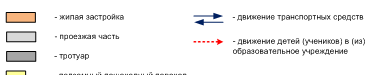 - жилая застройка
- движение транспортных средств
- проезжая часть
- движение детей (учеников) в (из)
образовательное учреждение
- тротуар